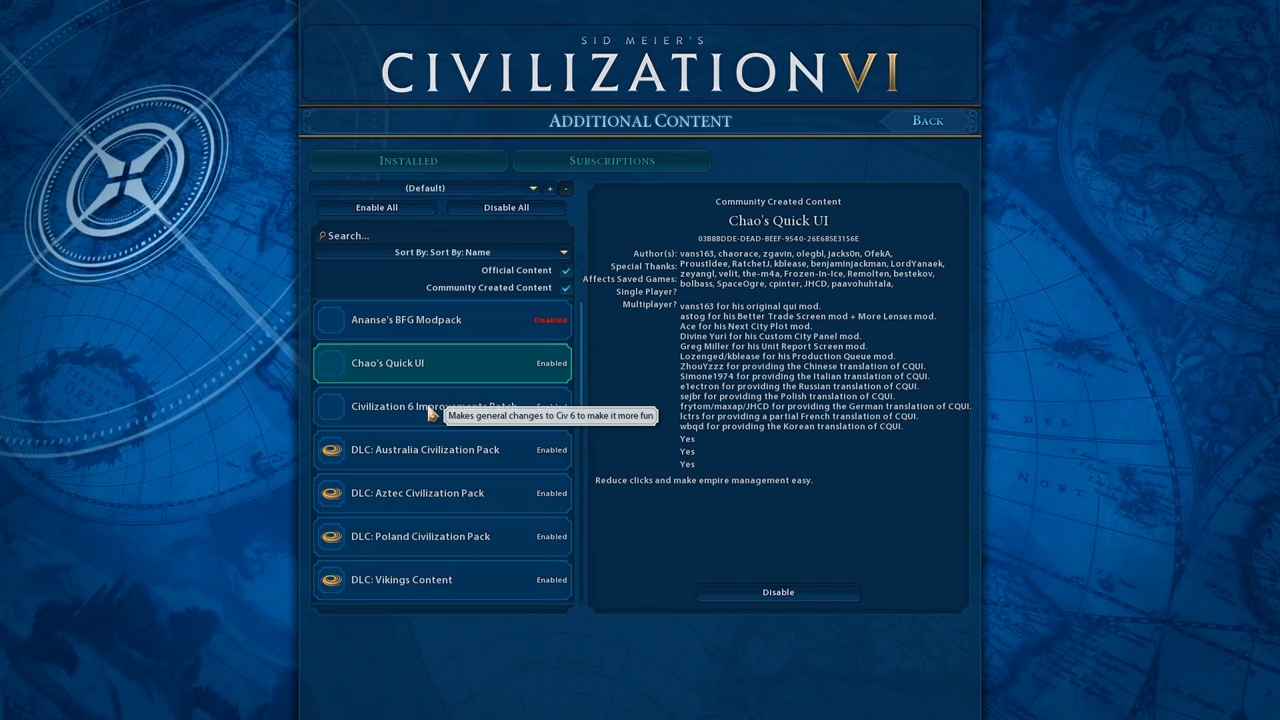 SID MEIER'S
CIVILIZATION VI
ADDITIONAL CONTENT
BACK
INSTALLED
SUBSCRIPTIONS
(Default)
+
-
Enable All
Disable All
Search...
Sort By: Sort By: Name
Official Content
Community Created Content
Ananse's BFG Modpack
Disabled
Chao's Quick UI
Enabled
Civilization 6 Improvements Patch
Makes general changes to Civ 6 to make it more fun
DLC: Australia Civilization Pack
Enabled
DLC: Aztec Civilization Pack
Enabled
DLC: Poland Civilization Pack
Enabled
DLC: Vikings Content
Enabled
Community Created Content
Chao's Quick UI
03B8BDDE-DEAD-BEEF-9540-26E685E3156E
Author(s):
Special Thanks:
Affects Saved Games:
Single Player?
Multiplayer?
vans163, chaorace, zgavin, olegbl, Jacks0n, OfekA,
ProustIdee, RatchetJ, kblease, benjaminjackman, LordYanaek,
zeyangl, velit, the-m4a, Frozen-In-Ice, Remolten, bestekov,
bolbass, SpaceOgre, cpinter, JHCD, paavohuhtala,
vans163 for his original qui mod.
astog for his Better Trade Screen mod + More Lenses mod.
Ace for his Next City Plot mod.
Divine Yuri for his Custom City Panel mod.
Greg Miller for his Unit Report Screen mod.
Lozenged/kblease for his Production Queue mod.
ZhouYzzz for providing the Chinese translation of CQUI.
Simone1974 for providing the Italian translation of CQUI.
e1ectron for providing the Russian translation of CQUI.
sejbr for providing the Polish translation of CQUI.
frytom/maxap/JHCD for providing the German translation of CQUI.
lctrs for providing a partial French translation of CQUI.
wbqd for providing the Korean translation of CQUI.
Yes
Yes
Yes
Reduce clicks and make empire management easy.
Disable